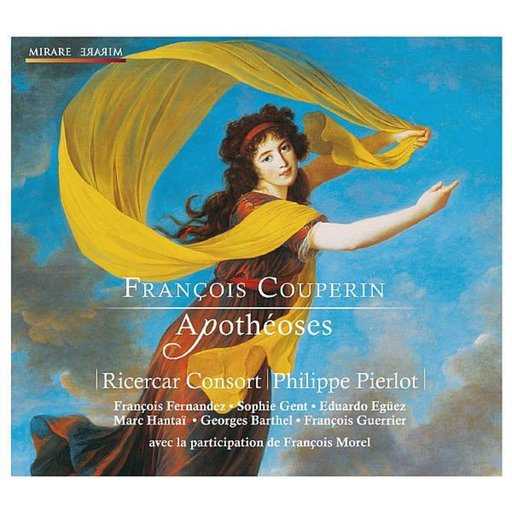 MIRARE MIRARE
FRANÇOIS COUPERIN
Apothéoses
|Ricercar Consort|Philippe Pierlot|
François Fernandez • Sophie Gent • Eduardo Egüez
Marc Hantaï • Georges Barthel • François Guerrier
avec la participation de François Morel